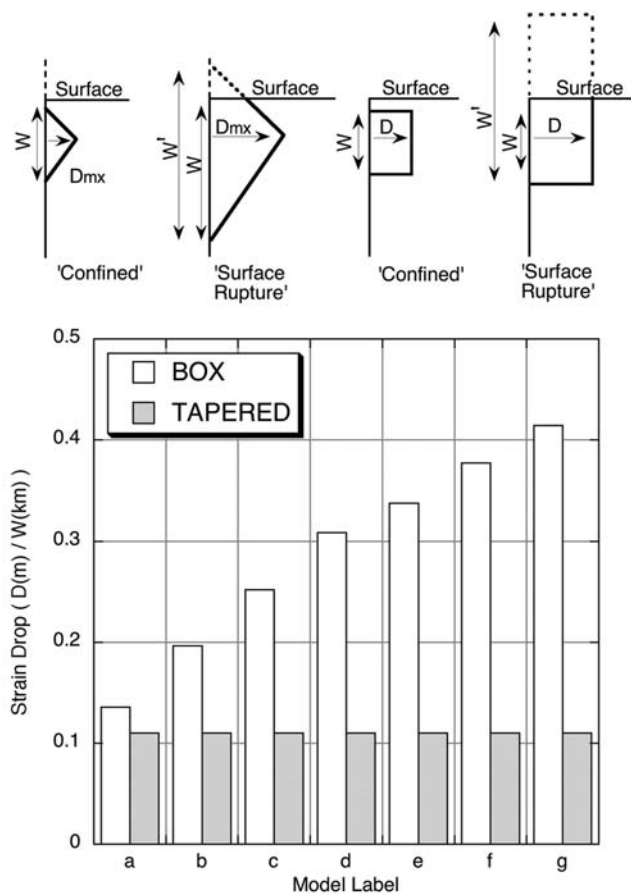 Surface
W
Dmx
'Confined'
Surface
W'
W
Dmx
'Surface
Rupture'
Surface
W
D
'Confined'
Surface
W'
W
D
'Surface
Rupture'
BOX
TAPERED
0.5
0.4
0.3
0.2
0.1
0
Strain Drop ( D(m) / W(km) )
a b c d e f g
Model Label